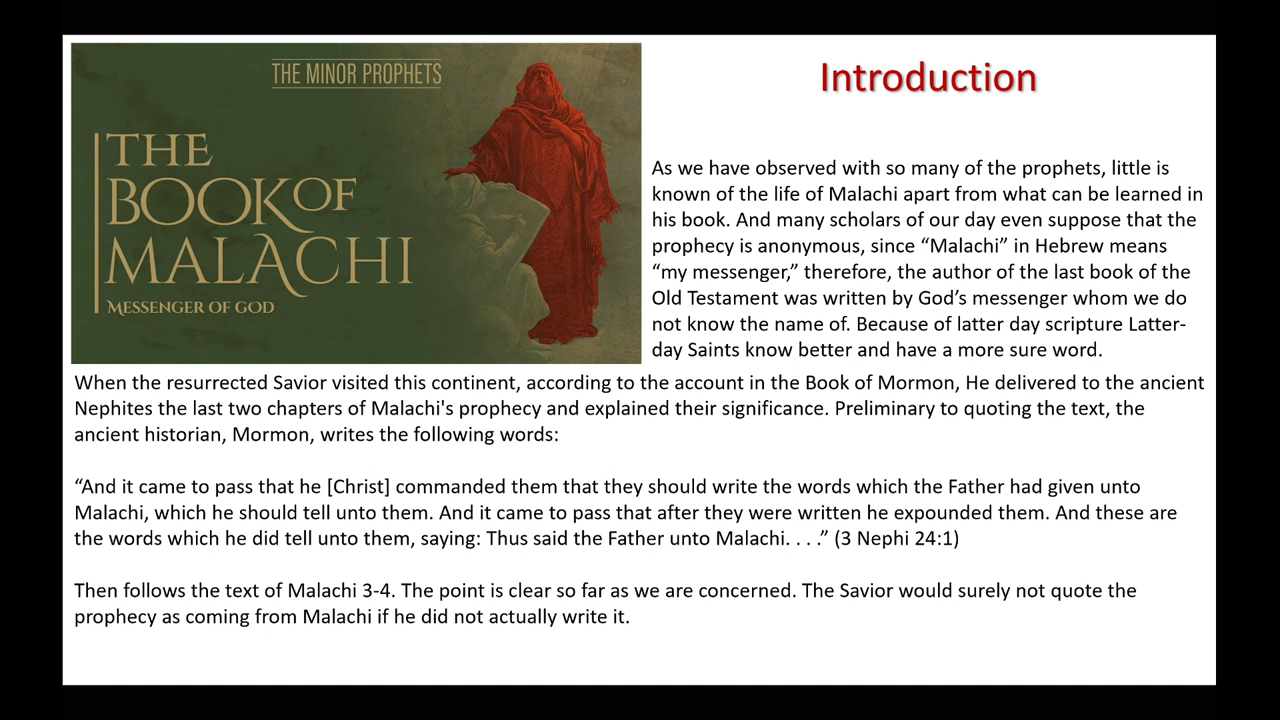 THE MINOR PROPHETS
THE
BOOK OF
MALACHI
MESSENGER OF GOD
Introduction
As we have observed with so many of the prophets, little is
known of the life of Malachi apart from what can be learned in
his book. And many scholars of our day even suppose that the
prophecy is anonymous, since “Malachi” in Hebrew means
“my messenger,” therefore, the author of the last book of the
Old Testament was written by God’s messenger whom we do
not know the name of. Because of latter day scripture Latter-
day Saints know better and have a more sure word.
When the resurrected Savior visited this continent, according to the account in the Book of Mormon, He delivered to the ancient
Nephites the last two chapters of Malachi's prophecy and explained their significance. Preliminary to quoting the text, the
ancient historian, Mormon, writes the following words:
“And it came to pass that he [Christ] commanded them that they should write the words which the Father had given unto
Malachi, which he should tell unto them. And it came to pass that after they were written he expounded them. And these are
the words which he did tell unto them, saying: Thus said the Father unto Malachi. . . .” (3 Nephi 24:1)
Then follows the text of Malachi 3-4. The point is clear so far as we are concerned. The Savior would surely not quote the
prophecy as coming from Malachi if he did not actually write it.